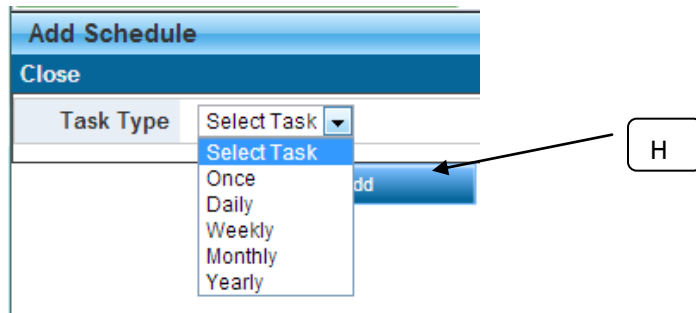 Add Schedule
Close
Task Type Select Task
Select Task
Once
dd
Daily
Weekly
Monthly
Yearly
H